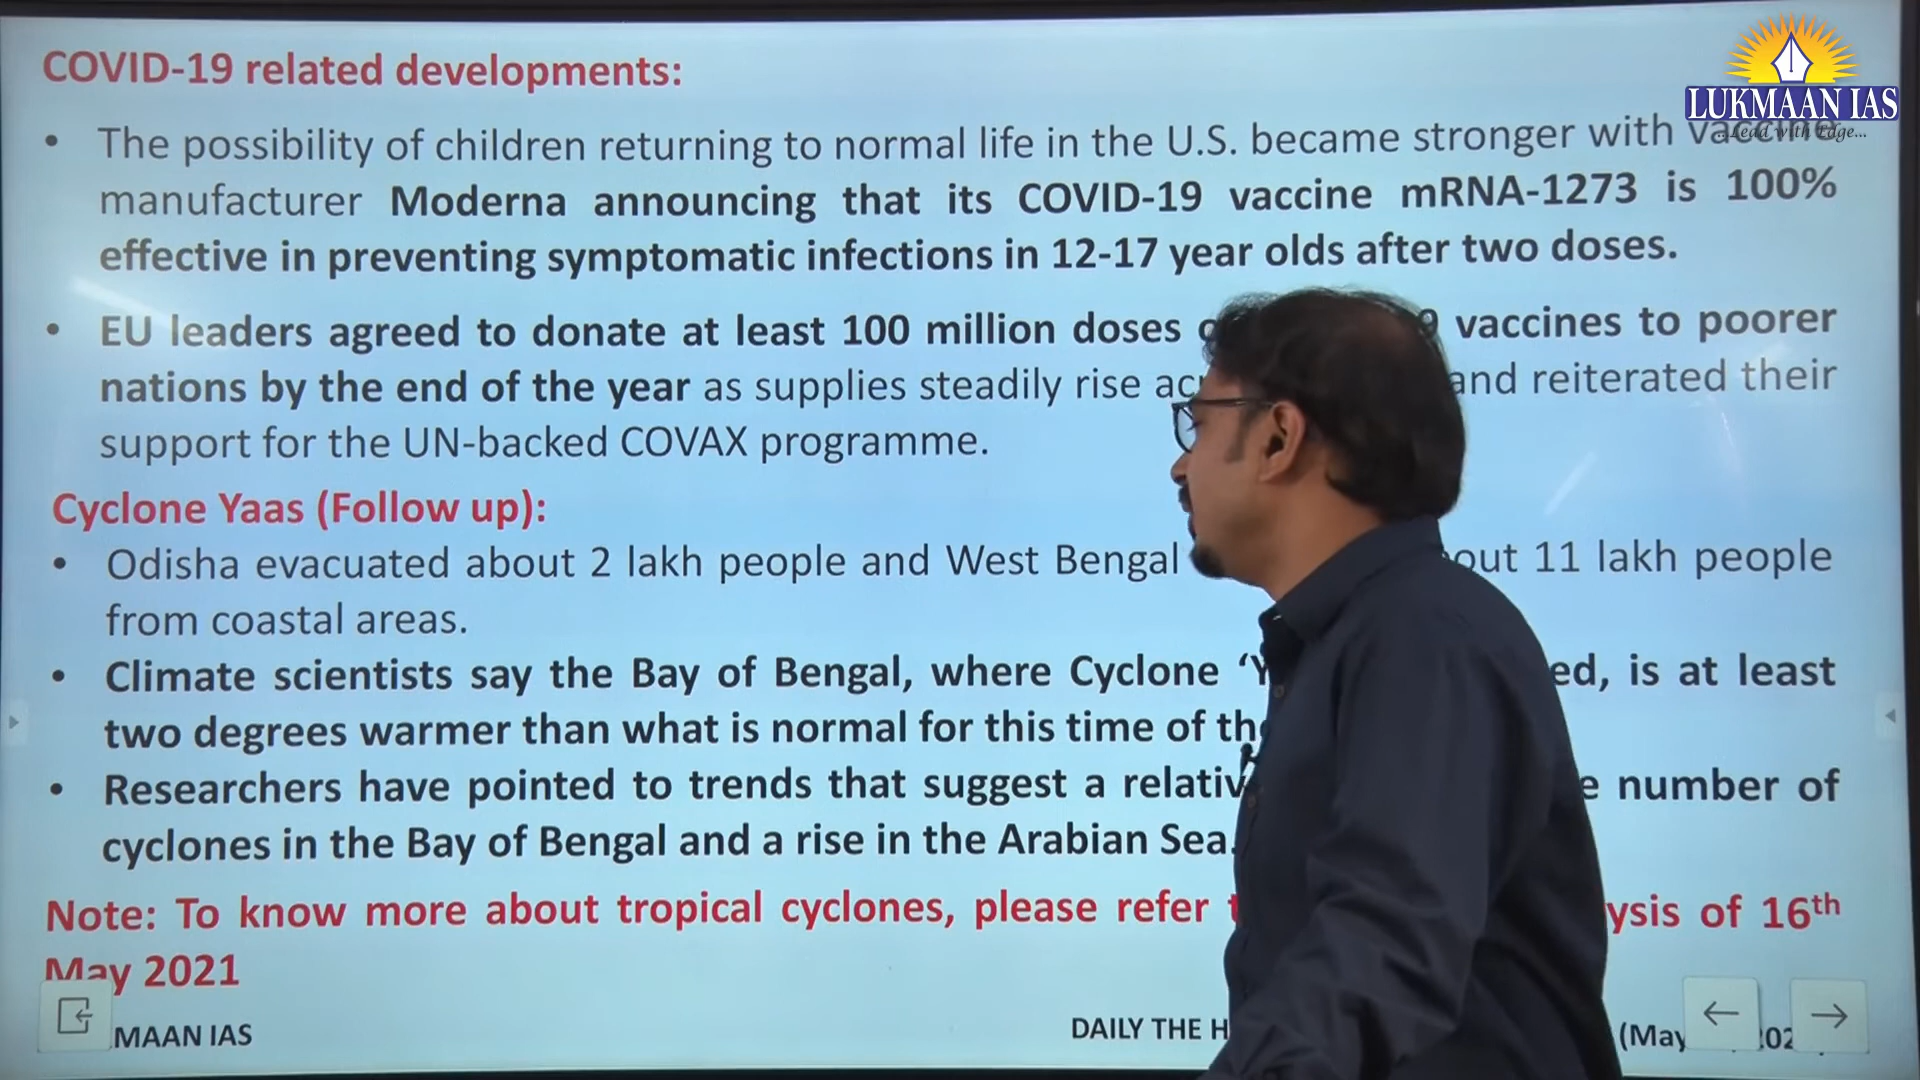 COVID-19 related developments:
LUKMAAN IAS
...Lead with Edge...
• The possibility of children returning to normal life in the U.S. became stronger with vaccine
manufacturer Moderna announcing that its COVID-19 vaccine mRNA-1273 is 100%
effective in preventing symptomatic infections in 12-17 year olds after two doses.
• EU leaders agreed to donate at least 100 million doses vaccines to poorer
nations by the end of the year as supplies steadily rise and reiterated their
support for the UN-backed COVAX programme.
Cyclone Yaas (Follow up):
• Odisha evacuated about 2 lakh people and West Bengal 11 lakh people
from coastal areas.
• Climate scientists say the Bay of Bengal, where Cyclone is at least
two degrees warmer than what is normal for this time of
• Researchers have pointed to trends that suggest a number of
cyclones in the Bay of Bengal and a rise in the Arabian Sea.
Note: To know more about tropical cyclones, please refer of 16th
May 2021
MAAN IAS
DAILY THE
(May